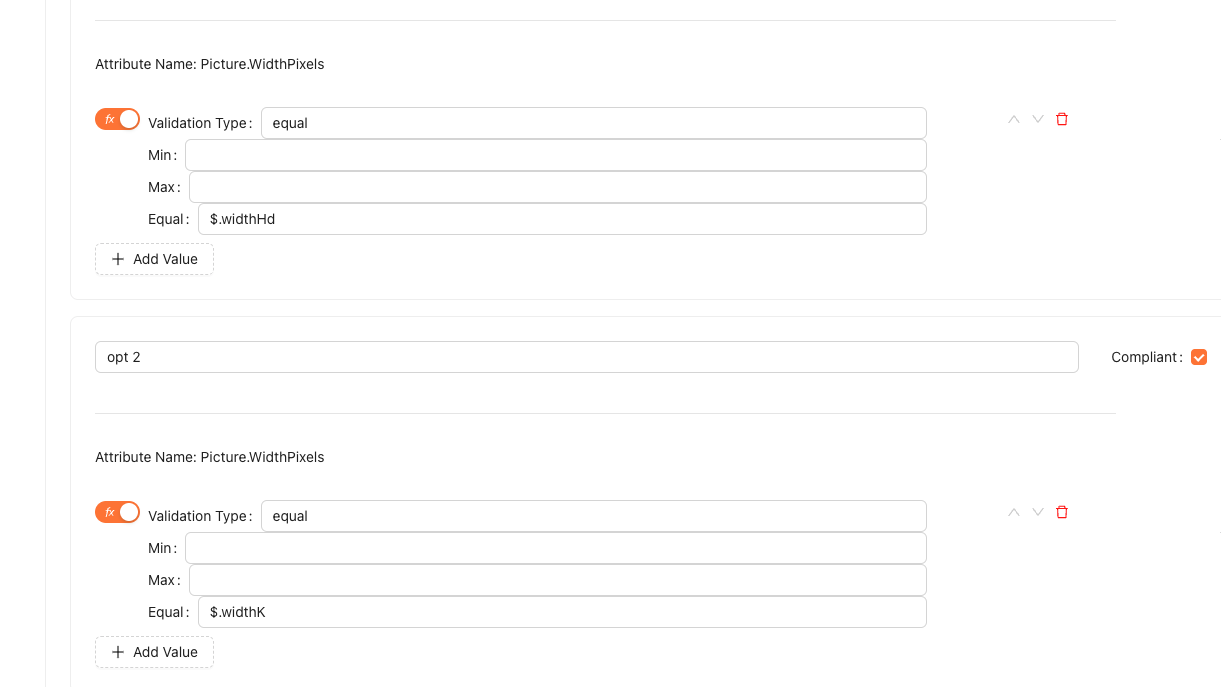 Attribute Name: Picture.WidthPixels
fx Validation Type: equal
Min:
Max:
Equal: $.widthHd
+ Add Value
opt 2 Compliant:
Attribute Name: Picture.WidthPixels
fx Validation Type: equal
Min:
Max:
Equal: $.widthK
+ Add Value